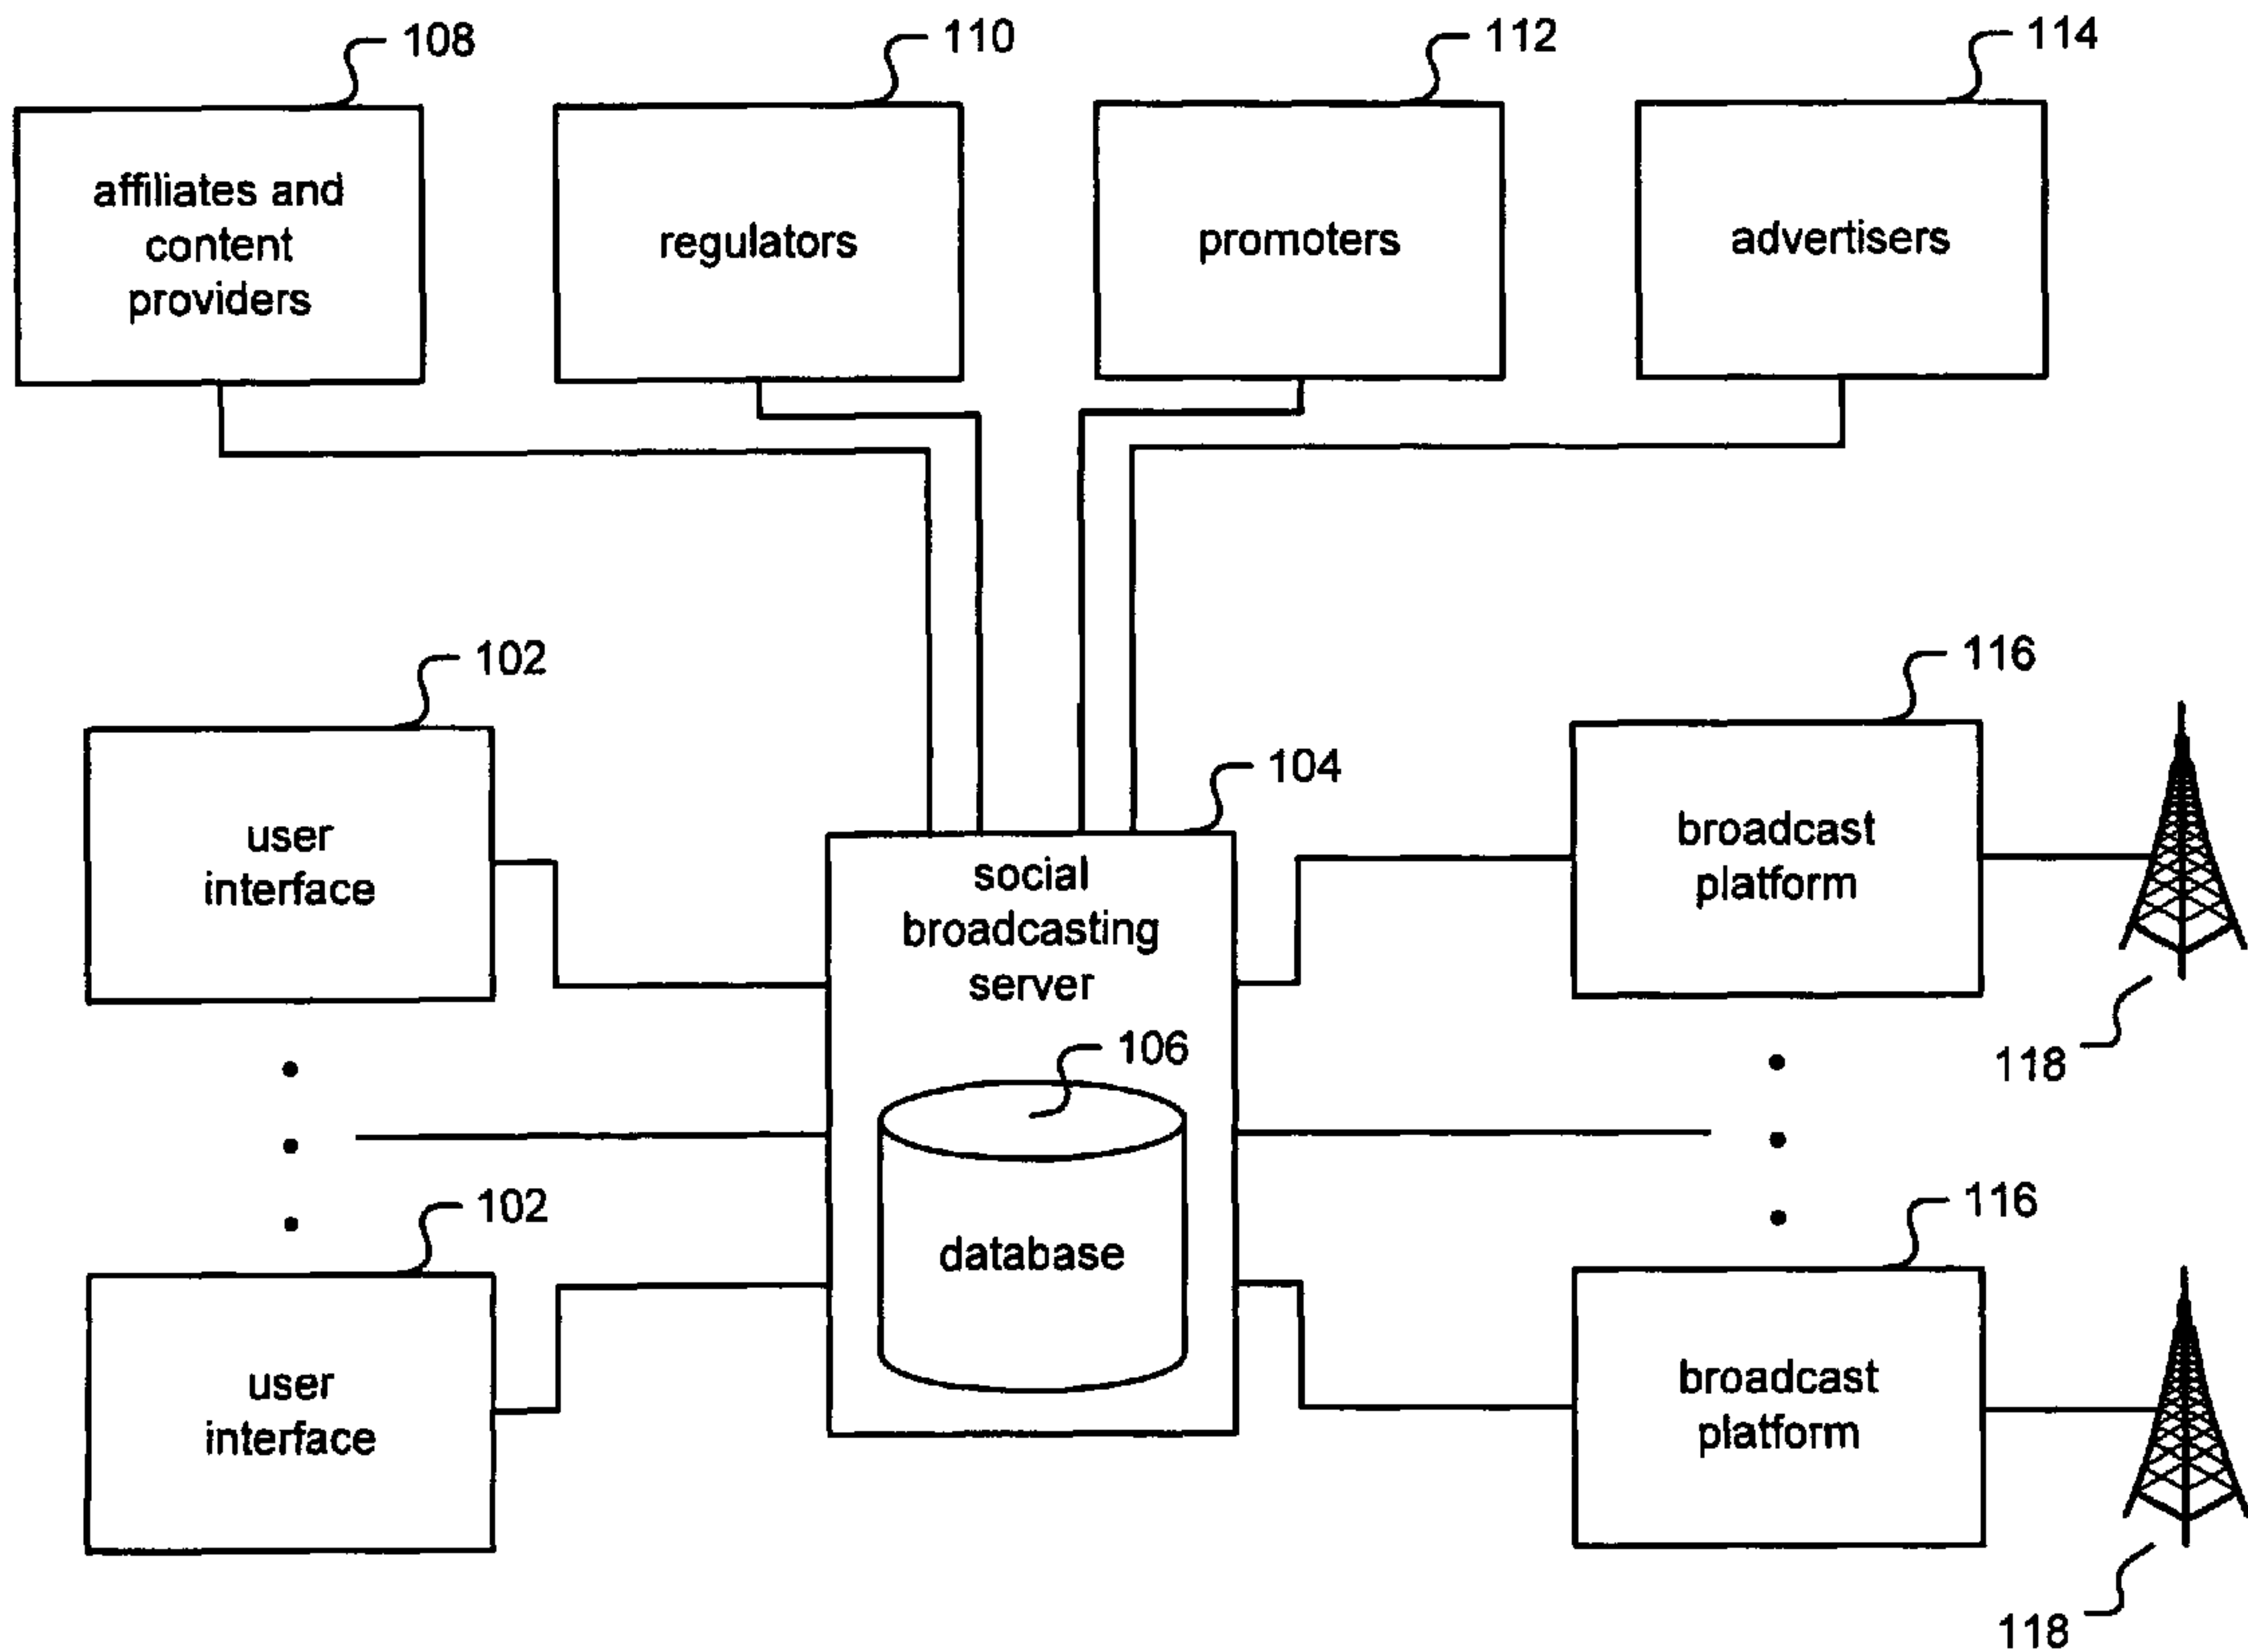 108
110
112
114
affiliates and
content
providers
regulators
promoters
advertisers
102
116
104
user
interface
social
broadcasting
server
broadcast
platform
106
118
102
116
database
user
interface
broadcast
platform
118